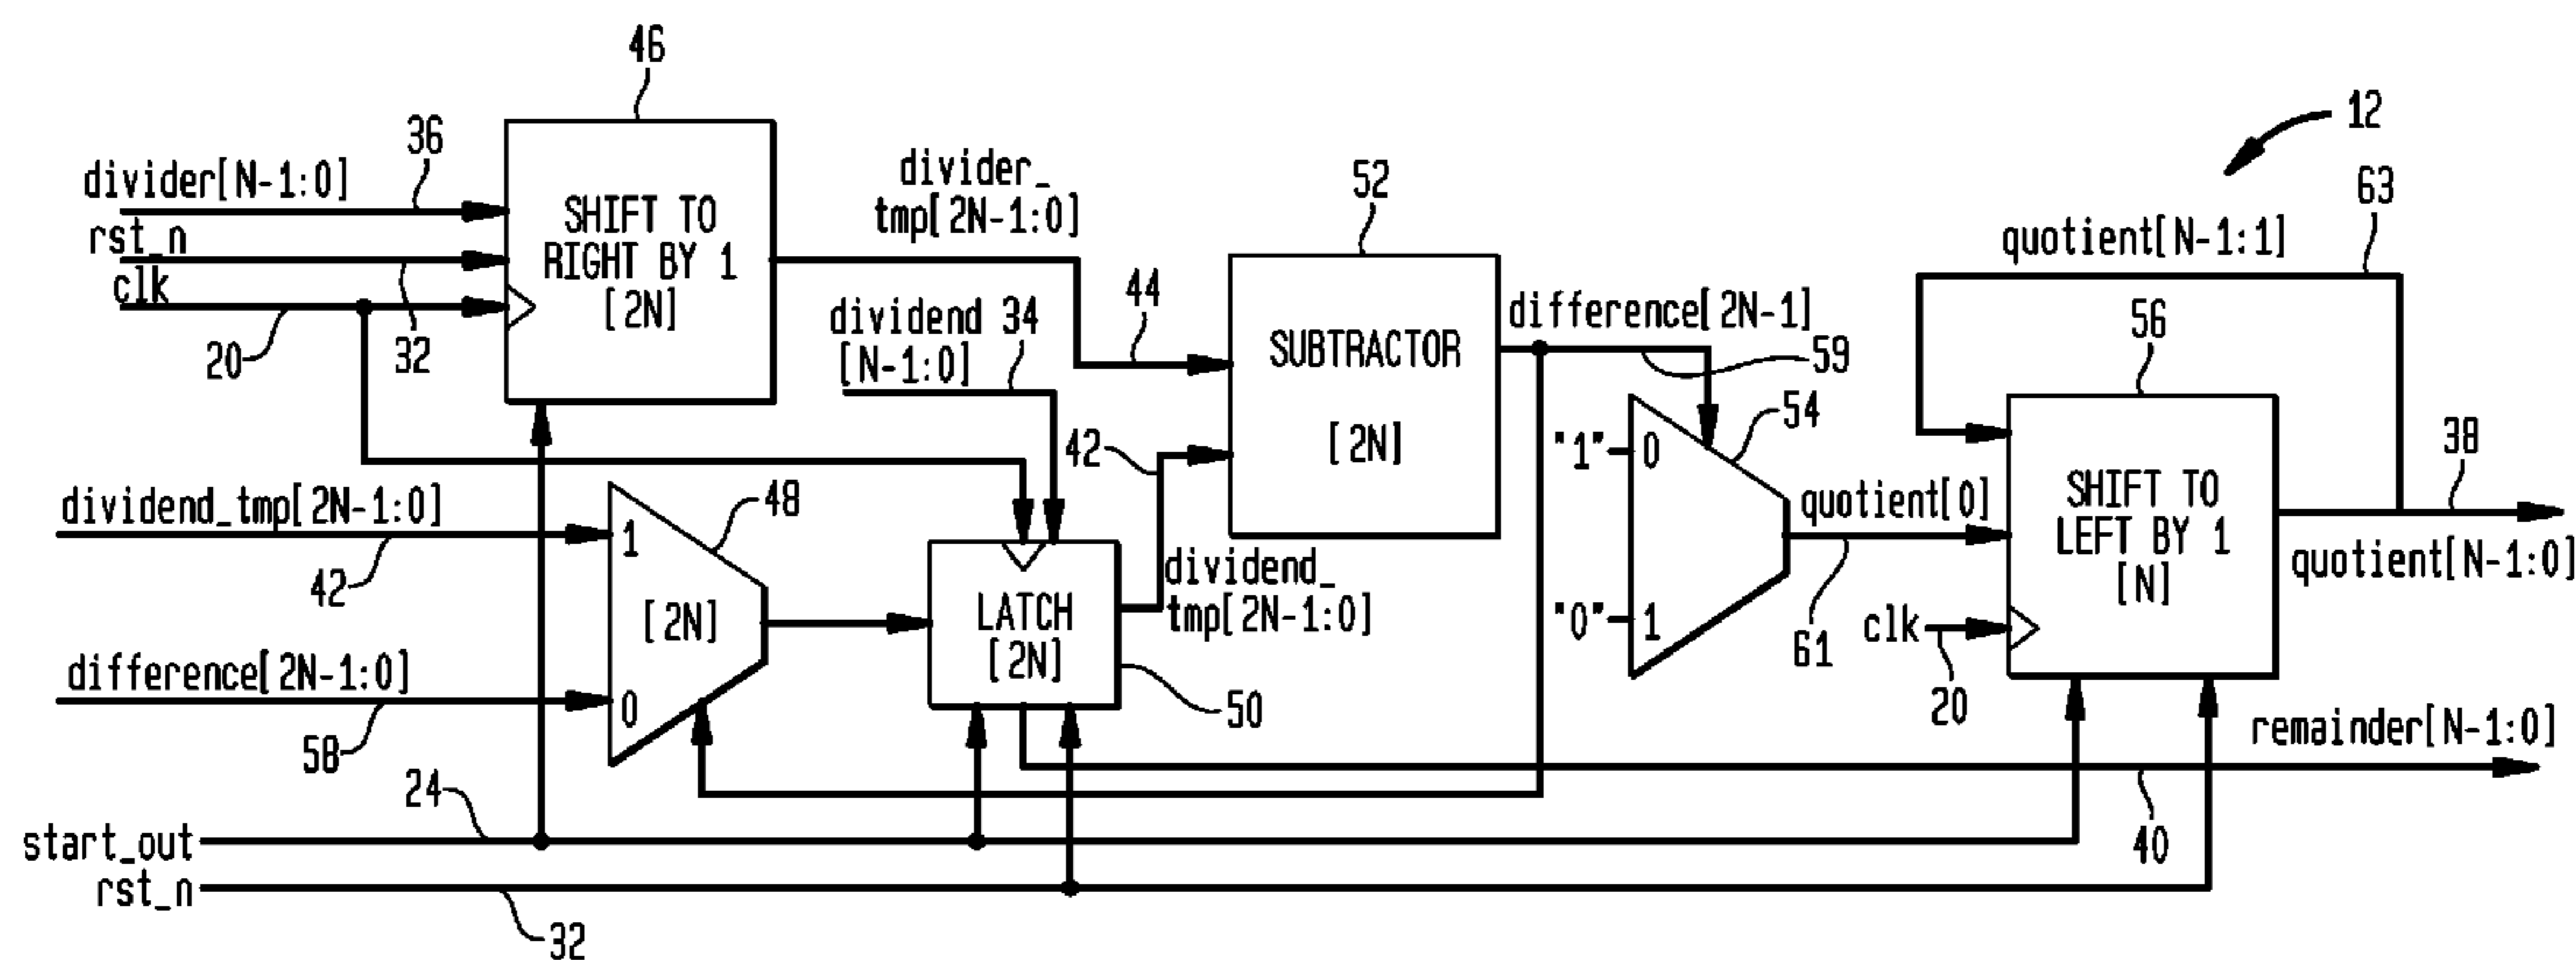 46
12
36
divider[N-1:0]
rst_n
clk
20
32
SHIFT TO
RIGHT BY 1
[2N]
divider_
tmp[2N-1:0]
44
dividend 34
[N-1:0]
52
SUBTRACTOR
[2N]
difference[2N-1]
59
54
"1"
0
"0"
1
quotient[0]
61
quotient[N-1:1]
63
56
SHIFT TO
LEFT BY 1
[N]
clk
20
38
quotient[N-1:0]
dividend_tmp[2N-1:0]
42
difference[2N-1:0]
58
1
[2N]
0
48
42
LATCH
[2N]
50
dividend_
tmp[2N-1:0]
remainder[N-1:0]
40
24
start_out
rst_n
32